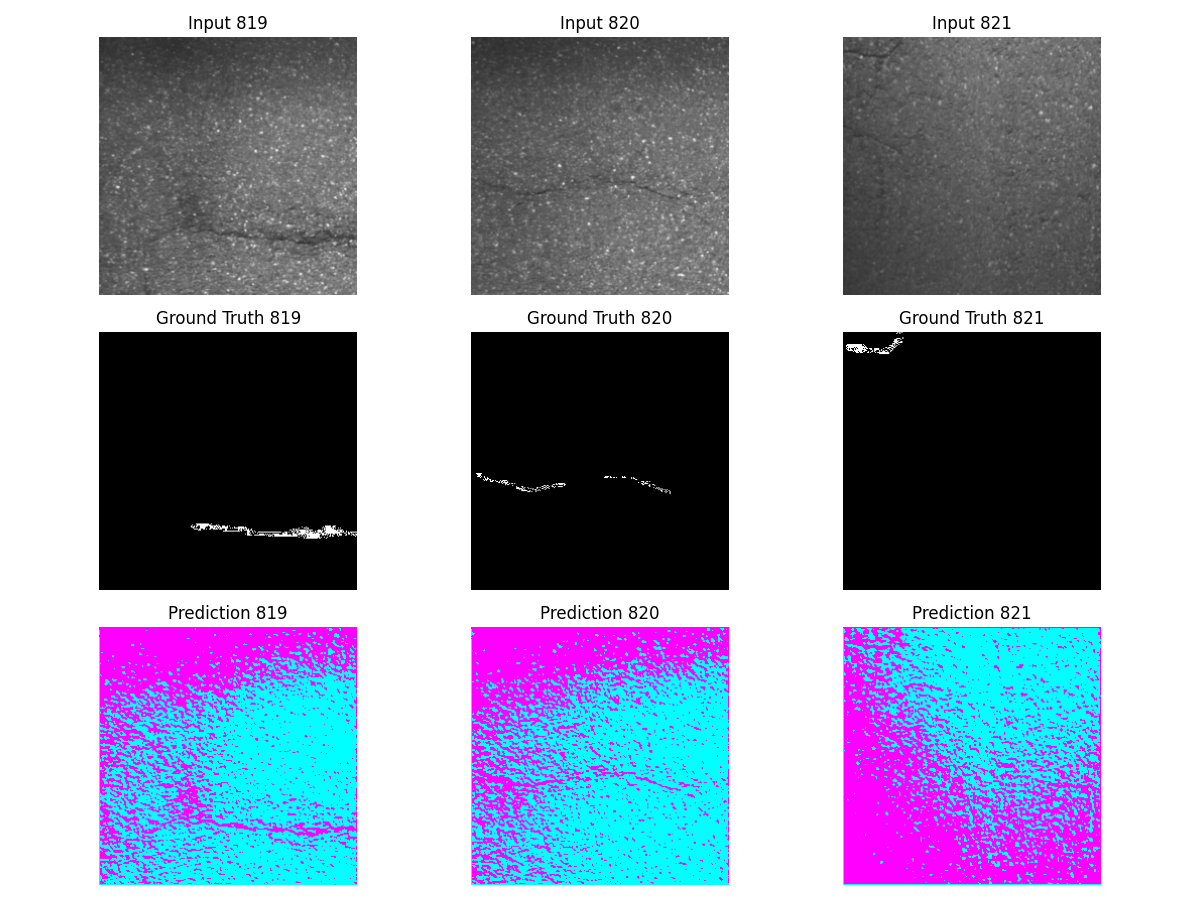 Input 819
Input 820
Input 821
Ground Truth 819
Ground Truth 820
Ground Truth 821
Prediction 819
Prediction 820
Prediction 821